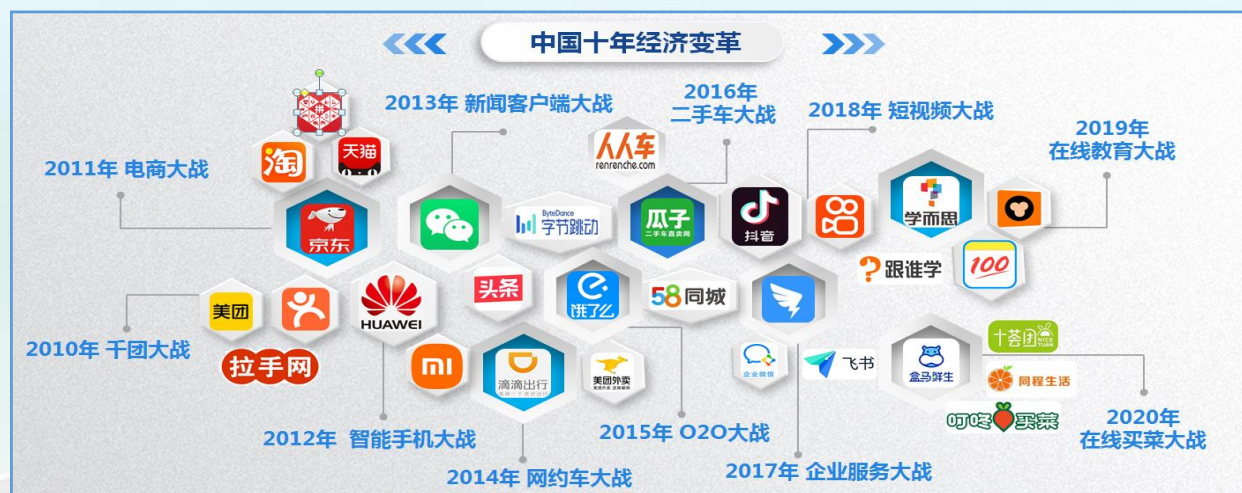 中国十年经济变革
2013年 新闻客户端大战
2016年
二手车大战
2018年 短视频大战
2019年
在线教育大战
2011年 电商大战
拼
淘
天猫
人人车
renrenche.com
京东
ByteDance
字节跳动
瓜子
二手车直卖网
抖音
学而思
跟谁学
100
美团
HUAWEI
头条
饿了么
58同城
2010年 千团大战
拉手网
mi
滴滴出行
美团外卖
企业微信
飞书
盒马鲜生
十荟团
NICE
TUAN
同程生活
叮咚买菜
2012年 智能手机大战
2015年 O2O大战
2014年 网约车大战
2017年 企业服务大战
2020年
在线买菜大战